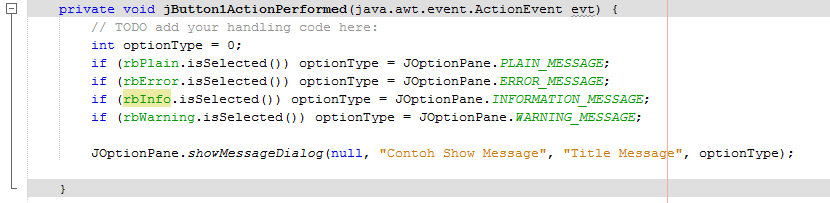 private void jButton1ActionPerformed(java.awt.event.ActionEvent evt) {
// TODO add your handling code here:
int optionType = 0;
if (rbPlain.isSelected()) optionType = JOptionPane.PLAIN_MESSAGE;
if (rbError.isSelected()) optionType = JOptionPane.ERROR_MESSAGE;
if (rbInfo.isSelected()) optionType = JOptionPane.INFORMATION_MESSAGE;
if (rbWarning.isSelected()) optionType = JOptionPane.WARNING_MESSAGE;
JOptionPane.showMessageDialog(null, "Contoh Show Message", "Title Message", optionType);
}